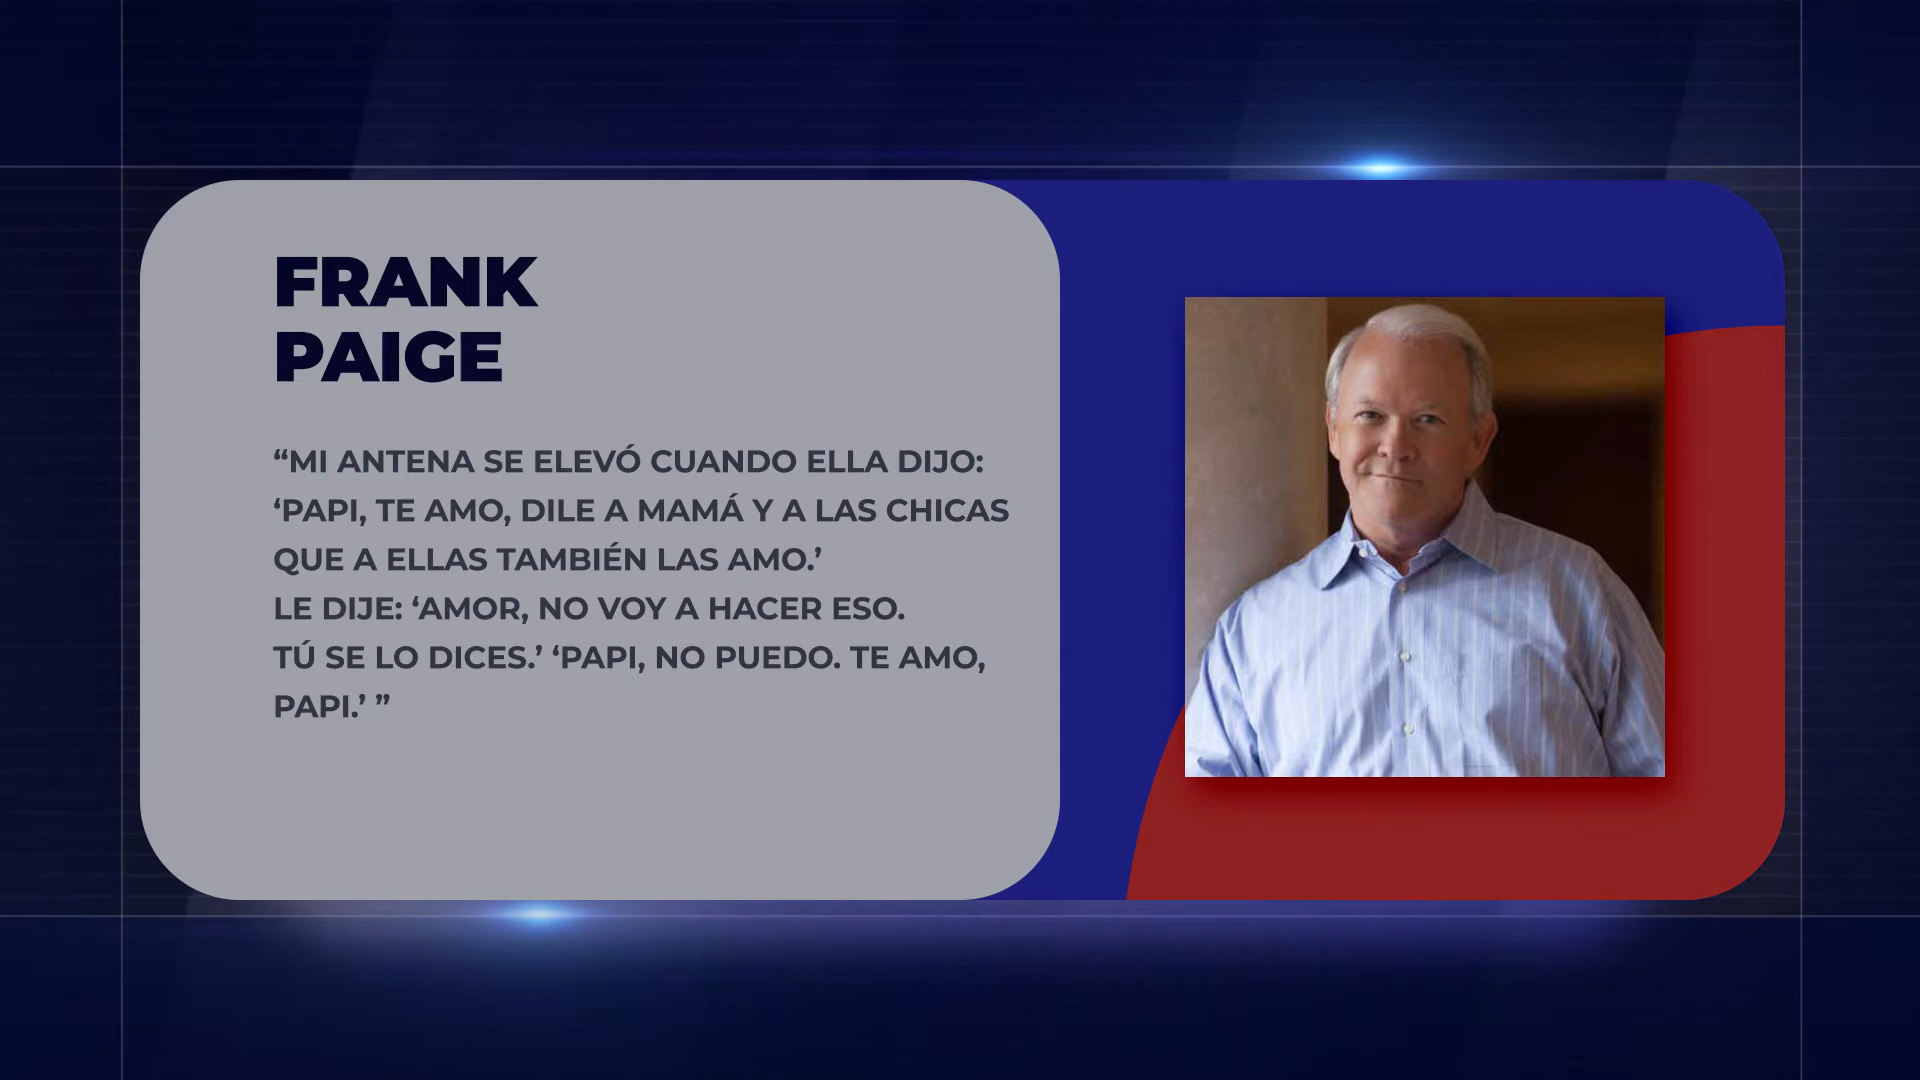 FRANK
PAIGE
“MI ANTENA SE ELEVÓ CUANDO ELLA DIJO:
‘PAPI, TE AMO, DILE A MAMÁ Y A LAS CHICAS
QUE A ELLAS TAMBIÉN LAS AMO.’
LE DIJE: ‘AMOR, NO VOY A HACER ESO.
TÚ SE LO DICES.’ ‘PAPI, NO PUEDO. TE AMO,
PAPI.’ ”